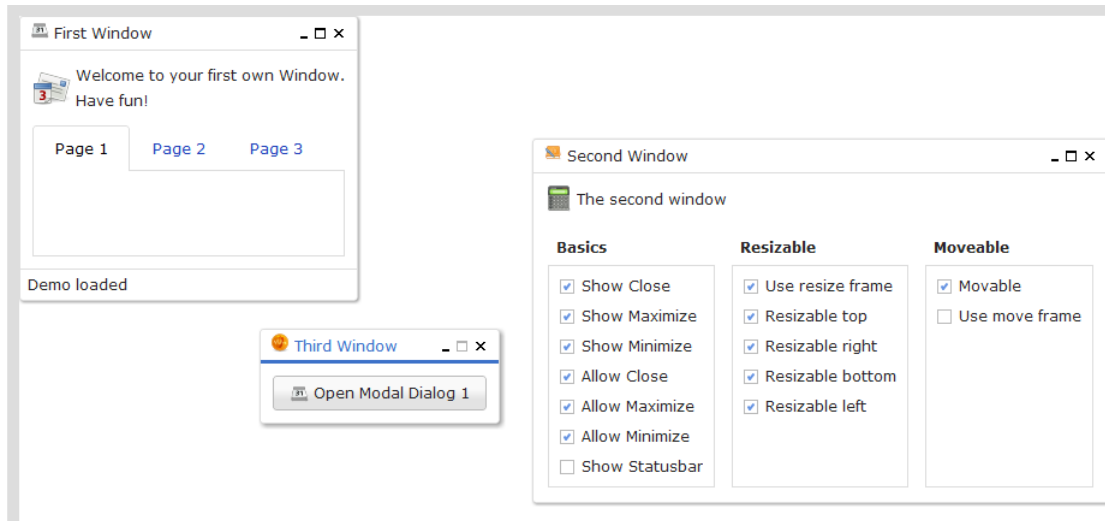 First Window
Welcome to your first own Window.
Have fun!
Page 1 Page 2 Page 3
Demo loaded
Third Window
Open Modal Dialog 1
Second Window
The second window
Basics
Show Close
Show Maximize
Show Minimize
Allow Close
Allow Maximize
Allow Minimize
Show Statusbar
Resizable
Use resize frame
Resizable top
Resizable right
Resizable bottom
Resizable left
Moveable
Movable
Use move frame